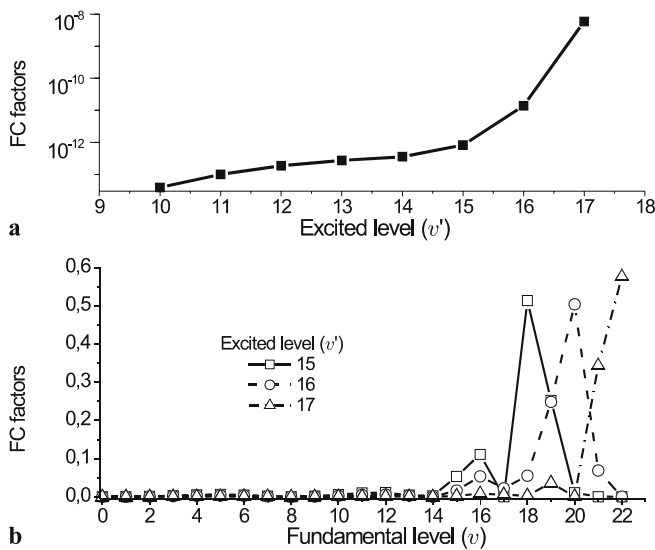 10⁻⁸
10⁻¹⁰
10⁻¹²
FC factors
9 10 11 12 13 14 15 16 17 18
a
Excited level (v')
0,6
0,5
0,4
0,3
0,2
0,1
0,0
FC factors
Excited level (v')
15
16
17
0 2 4 6 8 10 12 14 16 18 20 22
b
Fundamental level (v)